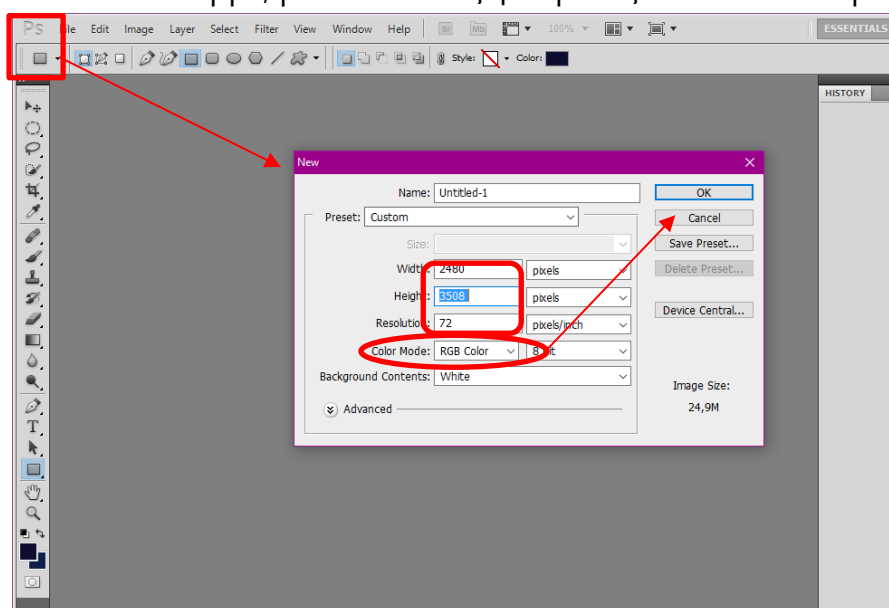 Ps File Edit Image Layer Select Filter View Window Help Br Mb 100% ESSENTIALS
Style: Color:
HISTORY
New
Name: Untitled-1 OK
Preset: Custom Cancel
Size: Save Preset...
Width: 2480 pixels Delete Preset...
Height: 3508 pixels
Device Central...
Resolution: 72 pixels/inch
Color Mode: RGB Color 8 bit
Background Contents: White
Image Size:
Advanced 24,9M
T